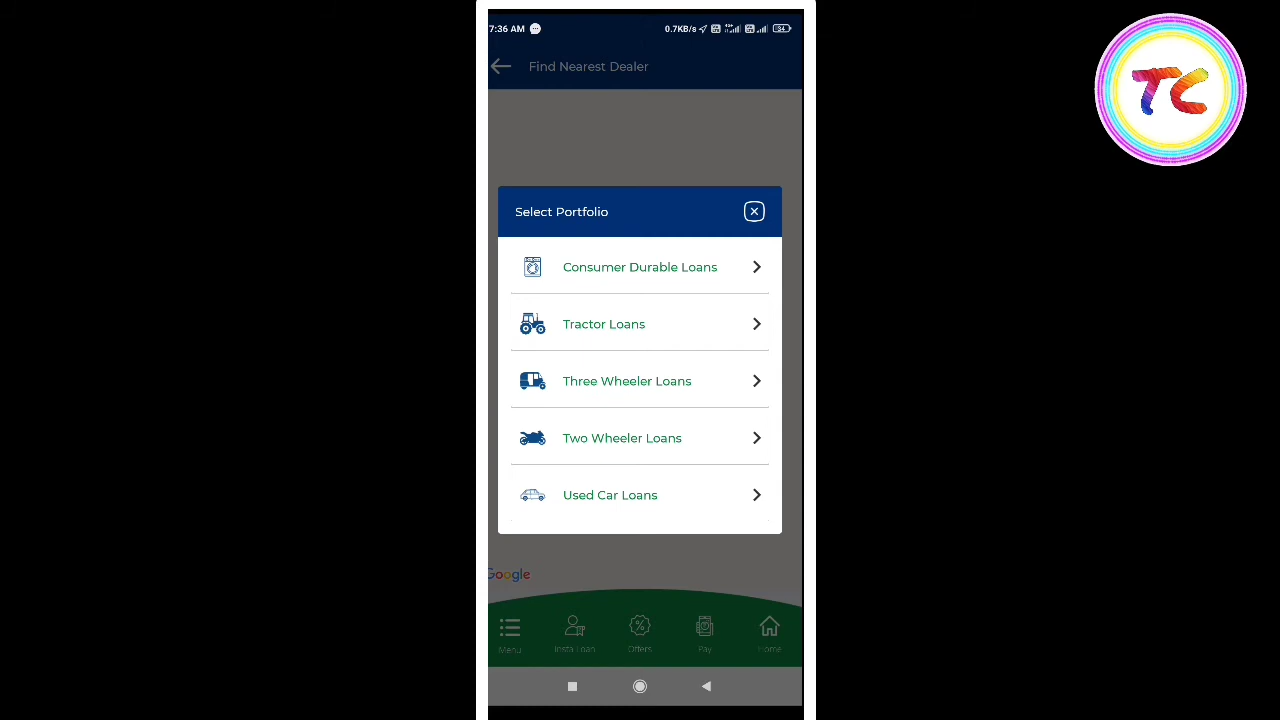 7:36 AM
0.7KB/s
34
TC
Find Nearest Dealer
Select Portfolio
Consumer Durable Loans
Tractor Loans
Three Wheeler Loans
Two Wheeler Loans
Used Car Loans
Google
Menu
Insta Loan
Offers
Pay
Home